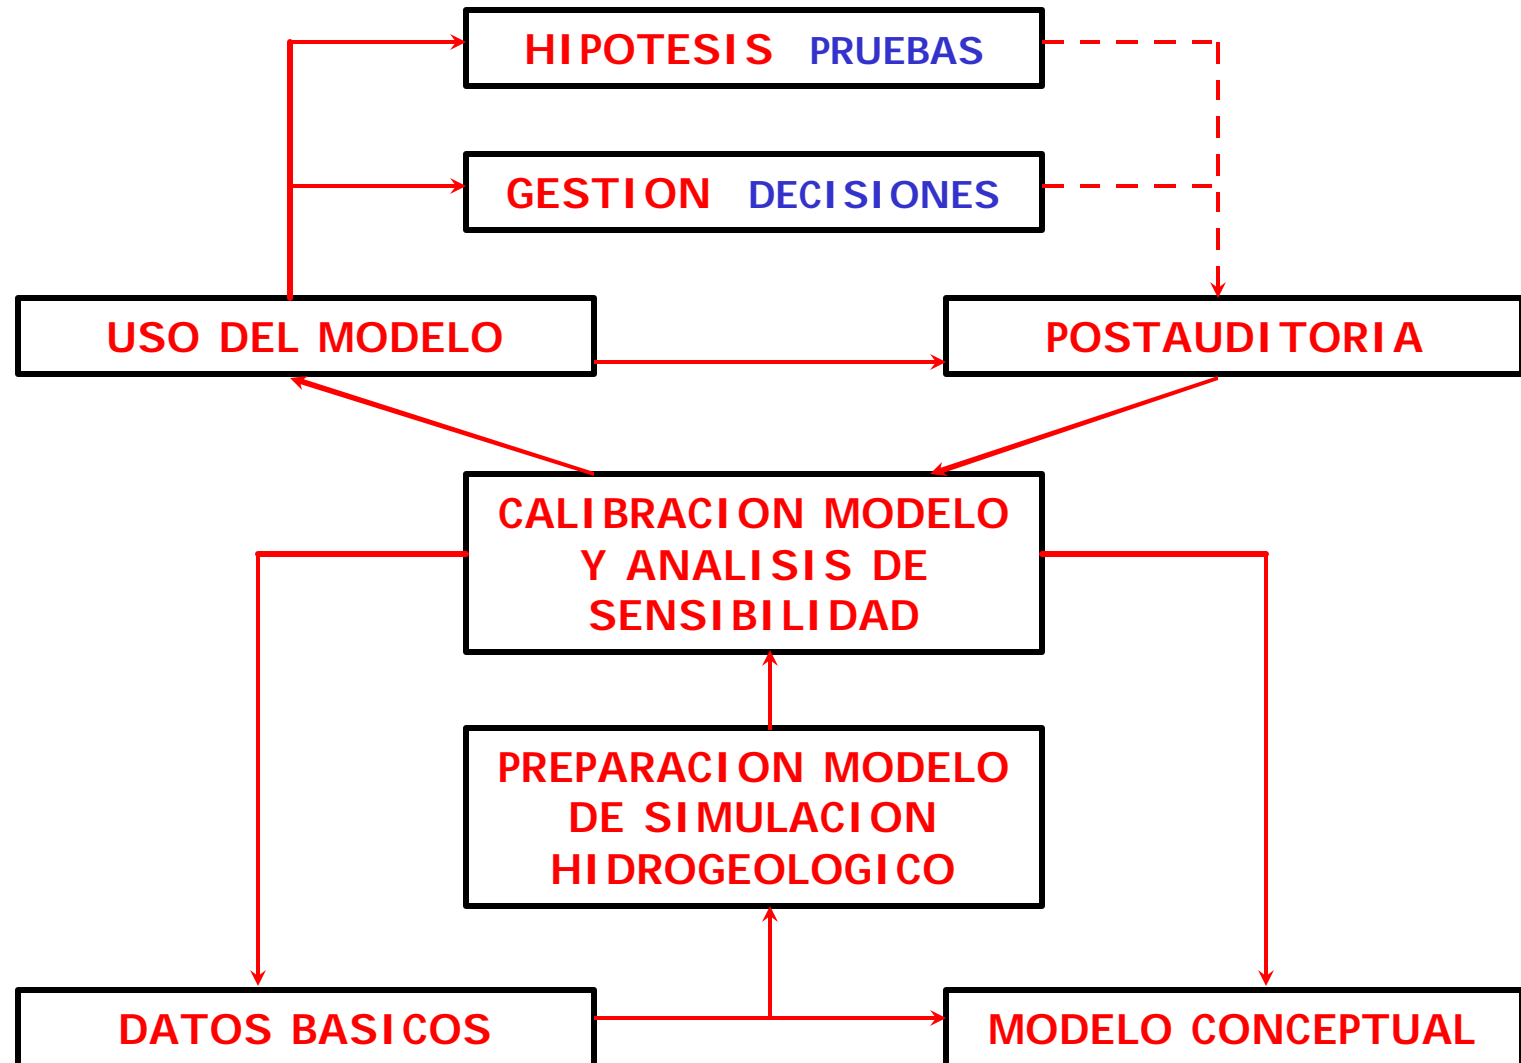 HIPOTESIS PRUEBAS
GESTION DECISIONES
USO DEL MODELO
POSTAUDITORIA
CALIBRACION MODELO
Y ANALISIS DE
SENSIBILIDAD
PREPARACION MODELO
DE SIMULACION
HIDROGEOLOGICO
DATOS BASICOS
MODELO CONCEPTUAL